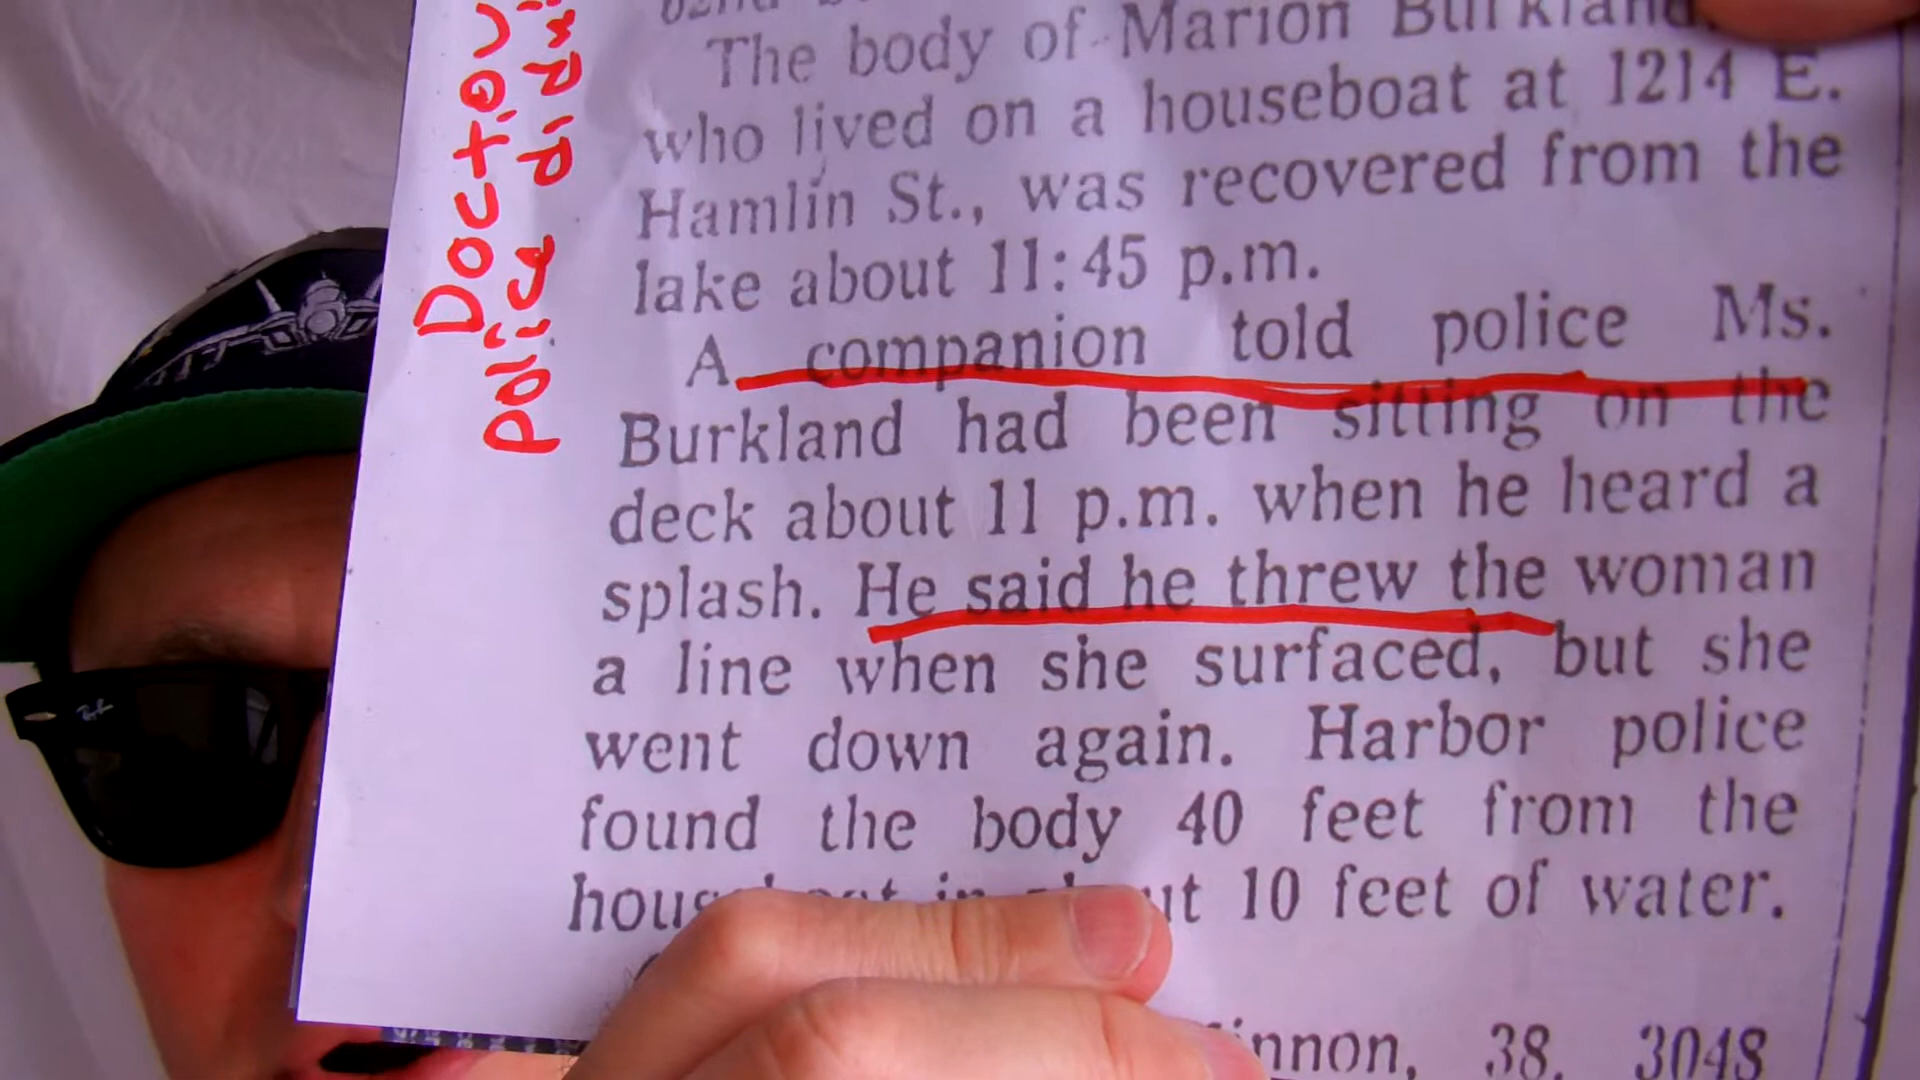 The body of Marion Burkland,
who lived on a houseboat at 1214 E.
Hamlin St., was recovered from the
lake about 11:45 p.m.
A companion told police Ms.
Burkland had been sitting on the
deck about 11 p.m. when he heard a
splash. He said he threw the woman
a line when she surfaced, but she
went down again. Harbor police
found the body 40 feet from the
10 feet of water.
38, 3048
Doctor
Police
Ray-Ban